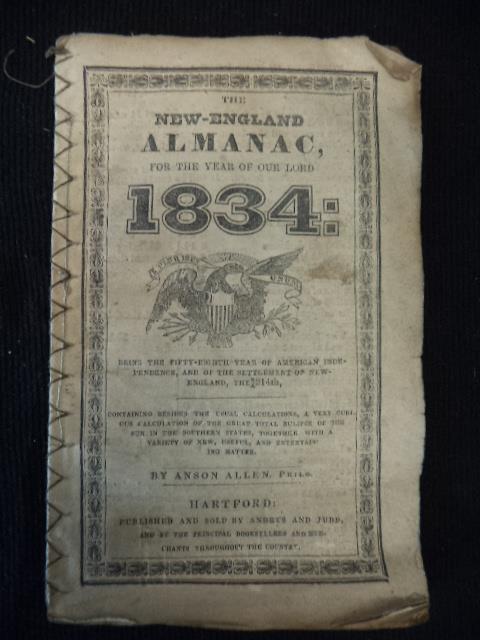 THE
NEW-ENGLAND
ALMANAC,
FOR THE YEAR OF OUR LORD
1834:
E PLURIBUS UNUM
BEING THE FIFTY-EIGHTH YEAR OF AMERICAN INDE-
PENDENCE, AND OF THE SETTLEMENT OF NEW-
ENGLAND, THE 214th,
CONTAINING BESIDES THE USUAL CALCULATIONS, A VERY CURI-
OUS CALCULATION OF THE GREAT TOTAL ECLIPSE OF THE
SUN IN THE SOUTHERN STATES, TOGETHER WITH A
VARIETY OF NEW, USEFUL, AND ENTERTAIN-
ING MATTER.
BY ANSON ALLEN, PHILO.
HARTFORD:
PUBLISHED AND SOLD BY ANDRUS AND JUDD,
AND BY THE PRINCIPAL BOOKSELLERS AND MER-
CHANTS THROUGHOUT THE COUNTRY.